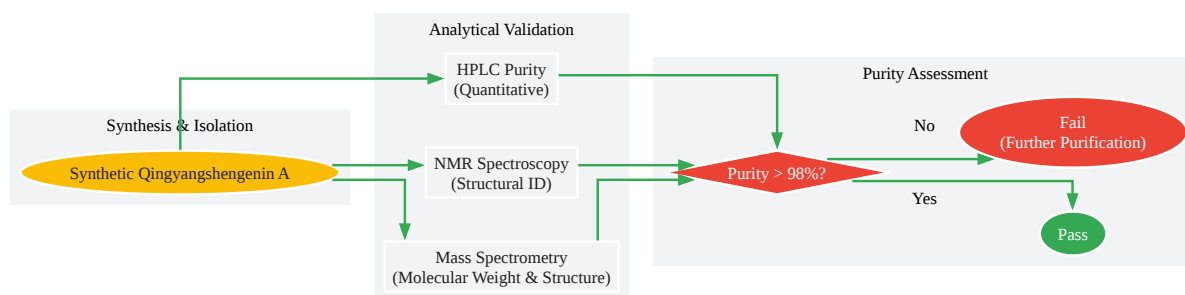 Analytical Validation
HPLC Purity
(Quantitative)
Purity Assessment
Synthesis & Isolation
No
Fail
(Further Purification)
Synthetic Qingyangshengenin A
NMR Spectroscopy
(Structural ID)
Purity > 98%?
Yes
Pass
Mass Spectrometry
(Molecular Weight & Structure)